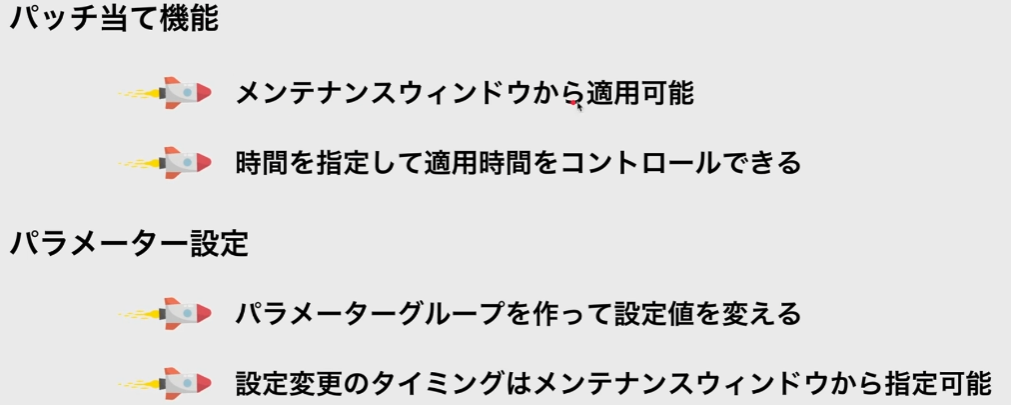 パッチ当て機能
メンテナンスウィンドウから適用可能
時間を指定して適用時間をコントロールできる
パラメーター設定
パラメーターグループを作って設定値を変える
設定変更のタイミングはメンテナンスウィンドウから指定可能